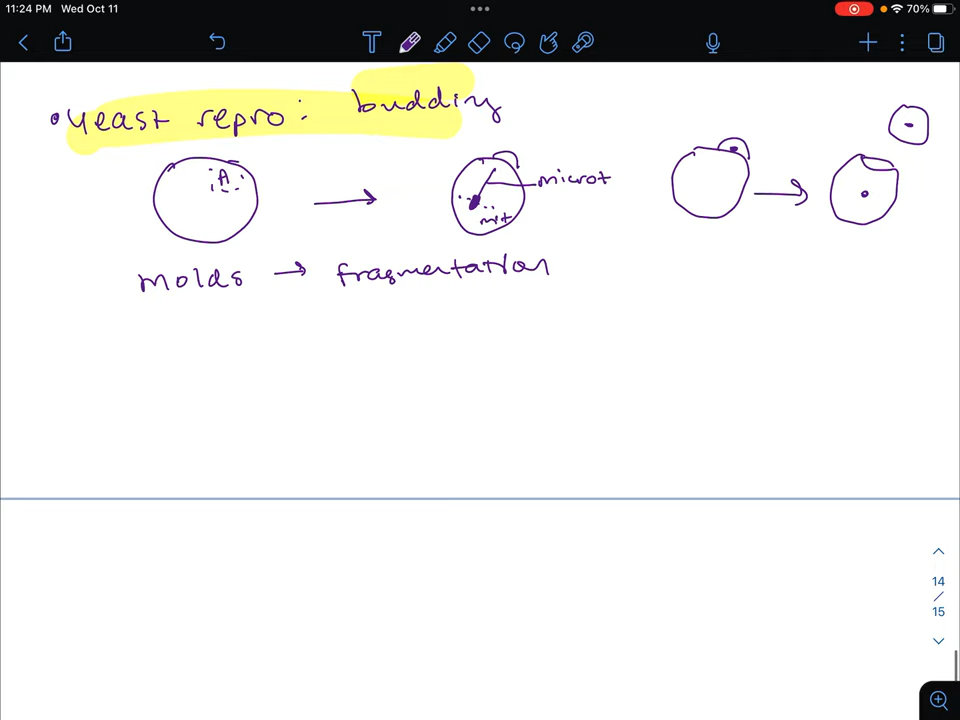 11:24 PM Wed Oct 11
70%
• Yeast repro: budding
A
microt
mit
molds → fragmentation
14
/
15